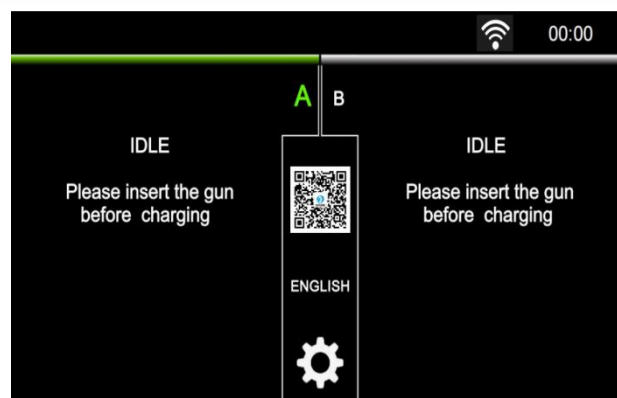 00:00
A B
IDLE
Please insert the gun
before charging
ENGLISH
IDLE
Please insert the gun
before charging